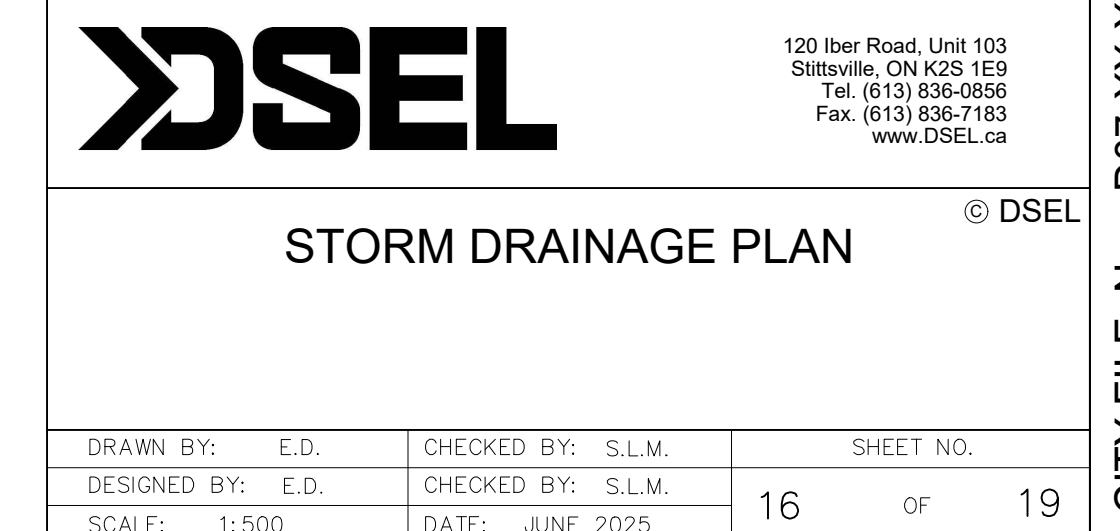 DSEL
120 Iber Road, Unit 103
Stittsville, ON K2S 1E9
Tel. (613) 836-0856
Fax. (613) 836-7183
www.DSEL.ca
© DSEL
STORM DRAINAGE PLAN
DRAWN BY: E.D.
CHECKED BY: S.L.M.
SHEET NO.
DESIGNED BY: E.D.
CHECKED BY: S.L.M.
16 OF 19
SCALE: 1:500
DATE: JUNE 2025